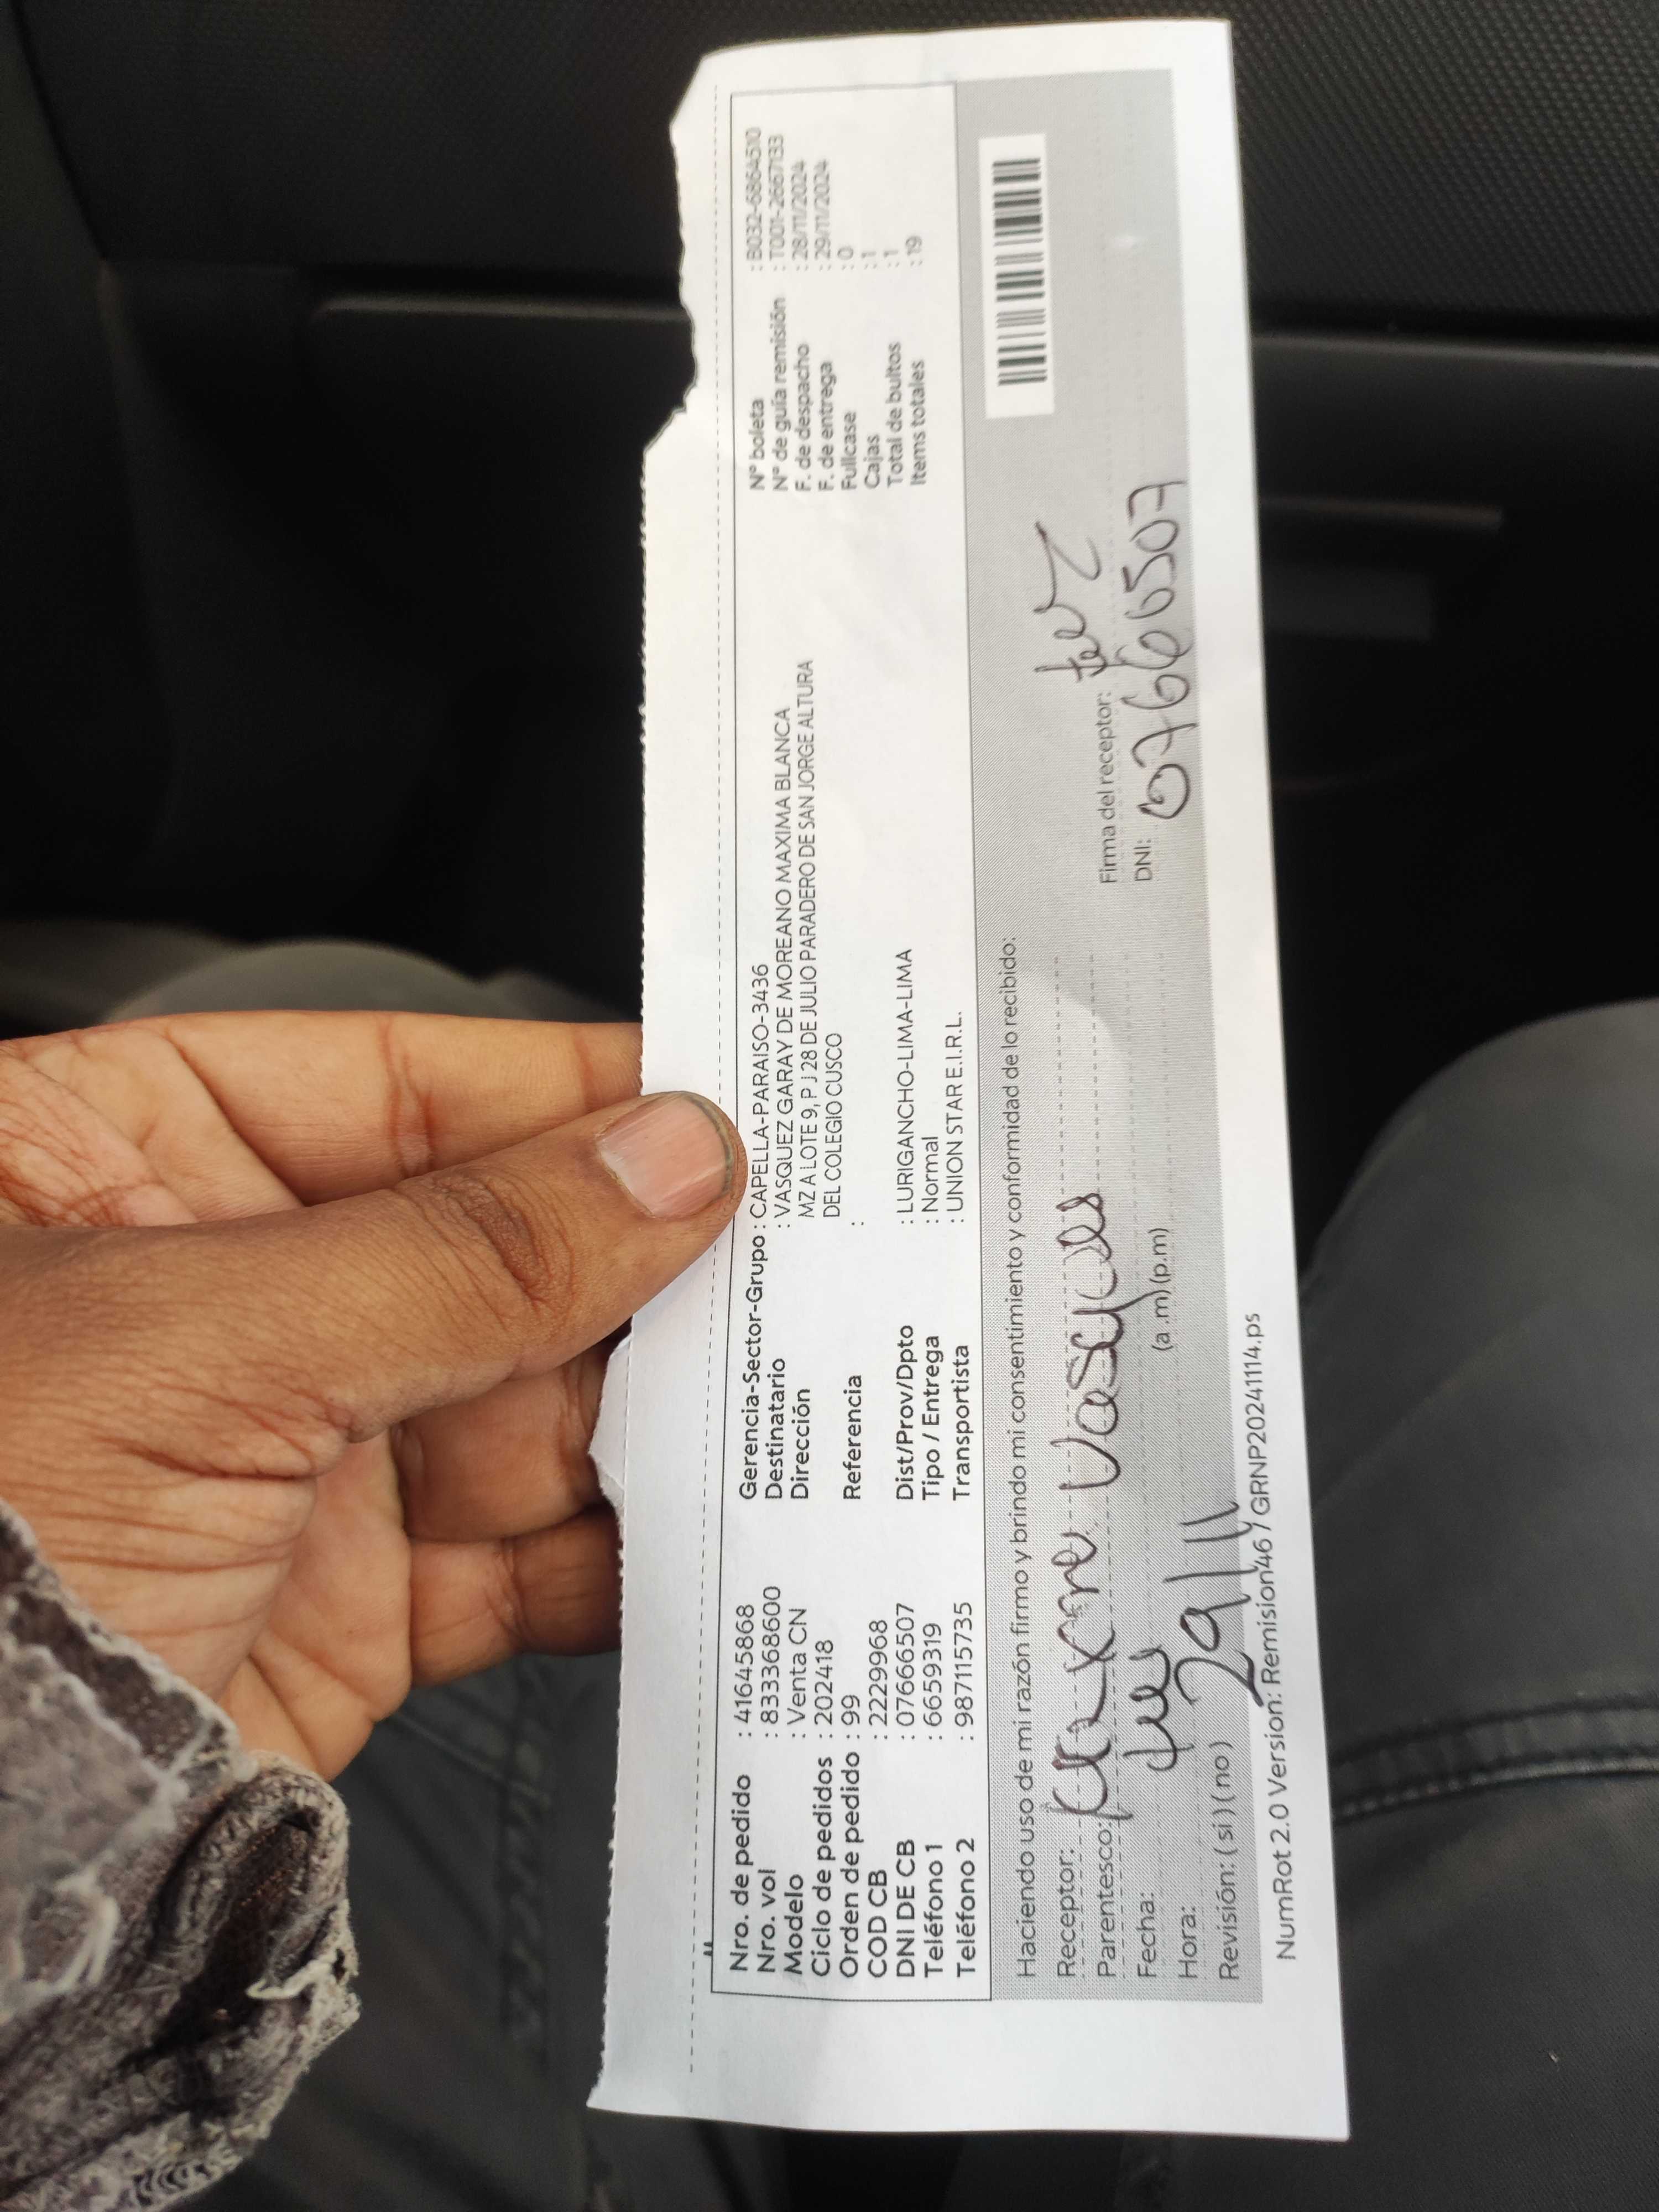 Nro. de pedido : 41645868
Nro. vol : 833368600
Modelo : Venta CN
Ciclo de pedidos : 202418
Orden de pedido : 99
COD CB : 2229968
DNI DE CB : 07666507
Teléfono 1 : 6659319
Teléfono 2 : 987115735
Gerencia-Sector-Grupo : CAPELLA-PARAISO-3436
Destinatario : VASQUEZ GARAY DE MOREANO MAXIMA BLANCA
Dirección MZ A LOTE 9, P J 28 DE JULIO PARADERO DE SAN JORGE ALTURA
DEL COLEGIO CUSCO
Referencia :
Dist/Prov/Dpto : LURIGANCHO-LIMA-LIMA
Tipo / Entrega : Normal
Transportista : UNION STAR E.I.R.L.
N° boleta : B032-6864510
N° de guía remisión : T001-2667133
F. de despacho : 28/11/2024
F. de entrega : 29/11/2024
Fullcase : 0
Cajas : 1
Total de bultos : 1
Items totales : 19
Haciendo uso de mi razón firmo y brindo mi consentimiento y conformidad de lo recibido:
Receptor:
Parentesco:
Fecha:
Hora: 29/11 (a .m) (p.m)
Revisión: ( si ) ( no )
Firma del receptor:
DNI: 07666507
NumRot 2.0 Version: Remision46 / GRNP20241114.ps